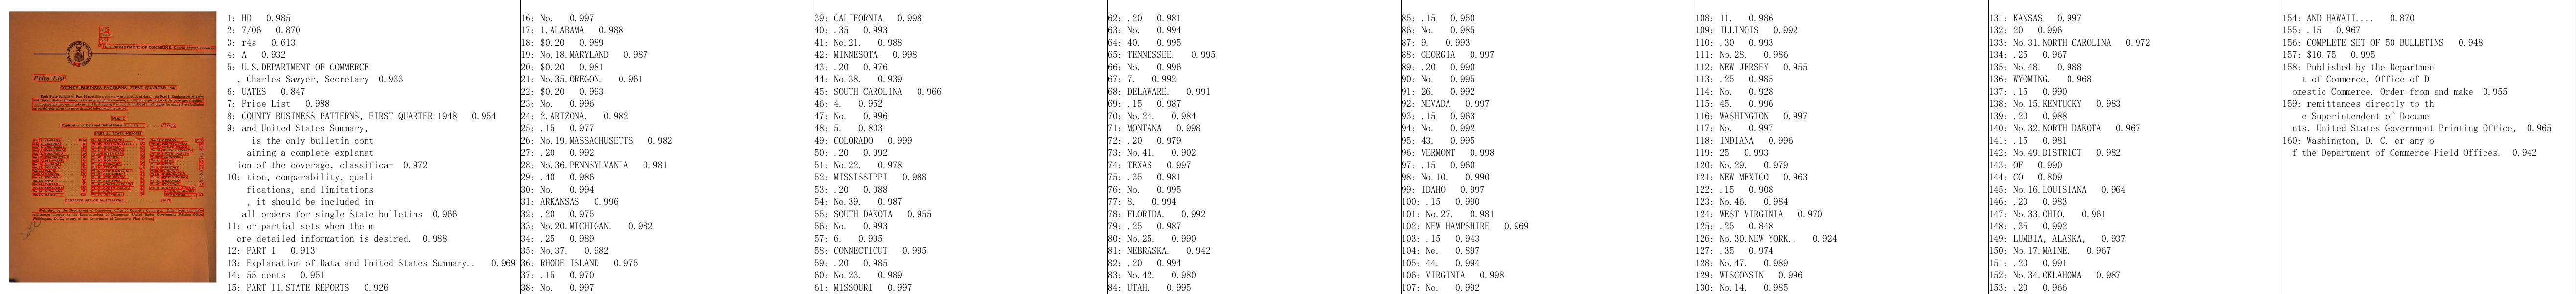 U. S. DEPARTMENT OF COMMERCE
Price List
COUNTY BUSINESS PATTERNS, FIRST QUARTER 1948
1: HD 0.985
2: 7/06 0.870
3: r4s 0.613
4: A 0.932
5: U.S.DEPARTMENT OF COMMERCE
, Charles Sawyer, Secretary 0.933
6: UATES 0.847
7: Price List 0.988
8: COUNTY BUSINESS PATTERNS, FIRST QUARTER 1948 0.954
9: and United States Summary,
is the only bulletin cont
aining a complete explanat
ion of the coverage, classifica- 0.972
10: tion, comparability, quali
fications, and limitations
, it should be included in
all orders for single State bulletins 0.966
11: or partial sets when the m
ore detailed information is desired. 0.988
12: PART I 0.913
13: Explanation of Data and United States Summary.. 0.969
14: 55 cents 0.951
15: PART II.STATE REPORTS 0.926
16: No. 0.997
17: 1.ALABAMA 0.988
18: $0.20 0.989
19: No.18.MARYLAND 0.987
20: $0.20 0.981
21: No.35.OREGON. 0.961
22: $0.20 0.993
23: No. 0.996
24: 2.ARIZONA. 0.982
25: .15 0.977
26: No.19.MASSACHUSETTS 0.982
27: .20 0.992
28: No.36.PENNSYLVANIA 0.981
29: .40 0.986
30: No. 0.994
31: ARKANSAS 0.996
32: .20 0.975
33: No.20.MICHIGAN. 0.982
34: .25 0.989
35: No.37. 0.982
36: RHODE ISLAND 0.975
37: .15 0.970
38: No. 0.997
39: CALIFORNIA 0.998
40: .35 0.993
41: No.21. 0.988
42: MINNESOTA 0.998
43: .20 0.976
44: No.38. 0.939
45: SOUTH CAROLINA 0.966
46: 4. 0.952
47: No. 0.996
48: 5. 0.803
49: COLORADO 0.999
50: .20 0.992
51: No.22. 0.978
52: MISSISSIPPI 0.988
53: .20 0.988
54: No.39. 0.987
55: SOUTH DAKOTA 0.955
56: No. 0.993
57: 6. 0.995
58: CONNECTICUT 0.995
59: .20 0.985
60: No.23. 0.989
61: MISSOURI 0.997
62: .20 0.981
63: No. 0.994
64: 40. 0.995
65: TENNESSEE. 0.995
66: No. 0.996
67: 7. 0.992
68: DELAWARE. 0.991
69: .15 0.987
70: No.24. 0.984
71: MONTANA 0.998
72: .20 0.979
73: No.41. 0.902
74: TEXAS 0.997
75: .35 0.981
76: No. 0.995
77: 8. 0.994
78: FLORIDA. 0.992
79: .25 0.987
80: No.25. 0.990
81: NEBRASKA. 0.942
82: .20 0.994
83: No.42. 0.980
84: UTAH. 0.995
85: .15 0.950
86: No. 0.985
87: 9. 0.993
88: GEORGIA 0.997
89: .20 0.990
90: No. 0.995
91: 26. 0.992
92: NEVADA 0.997
93: .15 0.963
94: No. 0.992
95: 43. 0.995
96: VERMONT 0.998
97: .15 0.960
98: No.10. 0.990
99: IDAHO 0.997
100: .15 0.990
101: No.27. 0.981
102: NEW HAMPSHIRE 0.969
103: .15 0.943
104: No. 0.897
105: 44. 0.994
106: VIRGINIA 0.998
107: No. 0.992
108: 11. 0.986
109: ILLINOIS 0.992
110: .30 0.993
111: No.28. 0.986
112: NEW JERSEY 0.955
113: .25 0.985
114: No. 0.928
115: 45. 0.996
116: WASHINGTON 0.997
117: No. 0.997
118: INDIANA 0.996
119: 25 0.993
120: No.29. 0.979
121: NEW MEXICO 0.963
122: .15 0.908
123: No.46. 0.984
124: WEST VIRGINIA 0.970
125: .25 0.848
126: No.30.NEW YORK.. 0.924
127: .35 0.974
128: No.47. 0.989
129: WISCONSIN 0.996
130: No.14. 0.985
131: KANSAS 0.997
132: 20 0.996
133: No.31.NORTH CAROLINA 0.972
134: .25 0.967
135: No.48. 0.988
136: WYOMING. 0.968
137: .15 0.990
138: No.15.KENTUCKY 0.983
139: .20 0.988
140: No.32.NORTH DAKOTA 0.967
141: .15 0.981
142: No.49.DISTRICT 0.982
143: OF 0.990
144: CO 0.809
145: No.16.LOUISIANA 0.964
146: .20 0.983
147: No.33.OHIO. 0.961
148: .35 0.992
149: LUMBIA, ALASKA, 0.937
150: No.17.MAINE. 0.967
151: .20 0.991
152: No.34.OKLAHOMA 0.987
153: .20 0.966
154: AND HAWAII.... 0.870
155: .15 0.967
156: COMPLETE SET OF 50 BULLETINS 0.948
157: $10.75 0.995
158: Published by the Departmen
t of Commerce, Office of D
omestic Commerce. Order from and make 0.955
159: remittances directly to th
e Superintendent of Docume
nts, United States Government Printing Office, 0.965
160: Washington, D. C. or any o
f the Department of Commerce Field Offices. 0.942